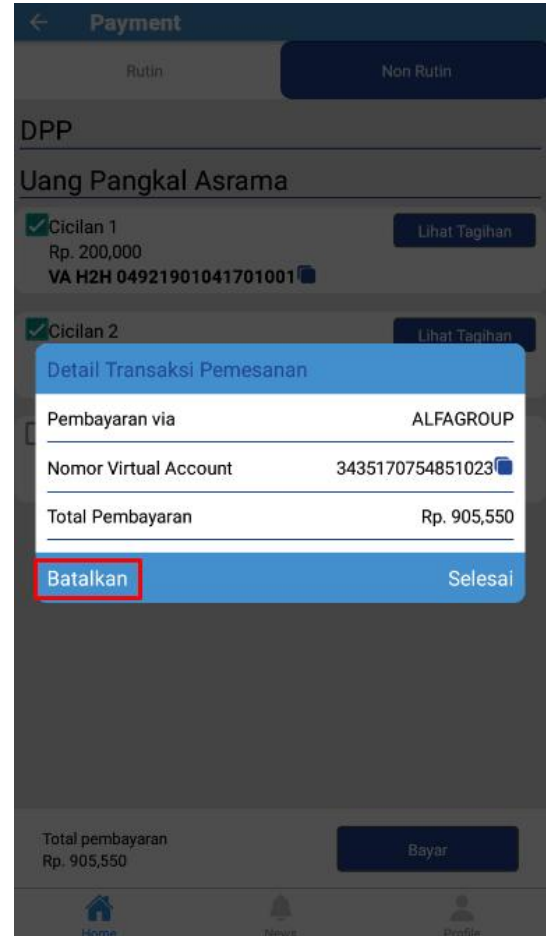 Payment
Rutin
Non Rutin
DPP
Uang Pangkal Asrama
Cicilan 1
Lihat Tagihan
Rp. 200,000
VA H2H 04921901041701001
Cicilan 2
Lihat Tagihan
Detail Transaksi Pemesanan
Pembayaran via
ALFAGROUP
Nomor Virtual Account
3435170754851023
Total Pembayaran
Rp. 905,550
Batalkan
Selesai
Total pembayaran
Rp. 905,550
Bayar
Home
News
Profile